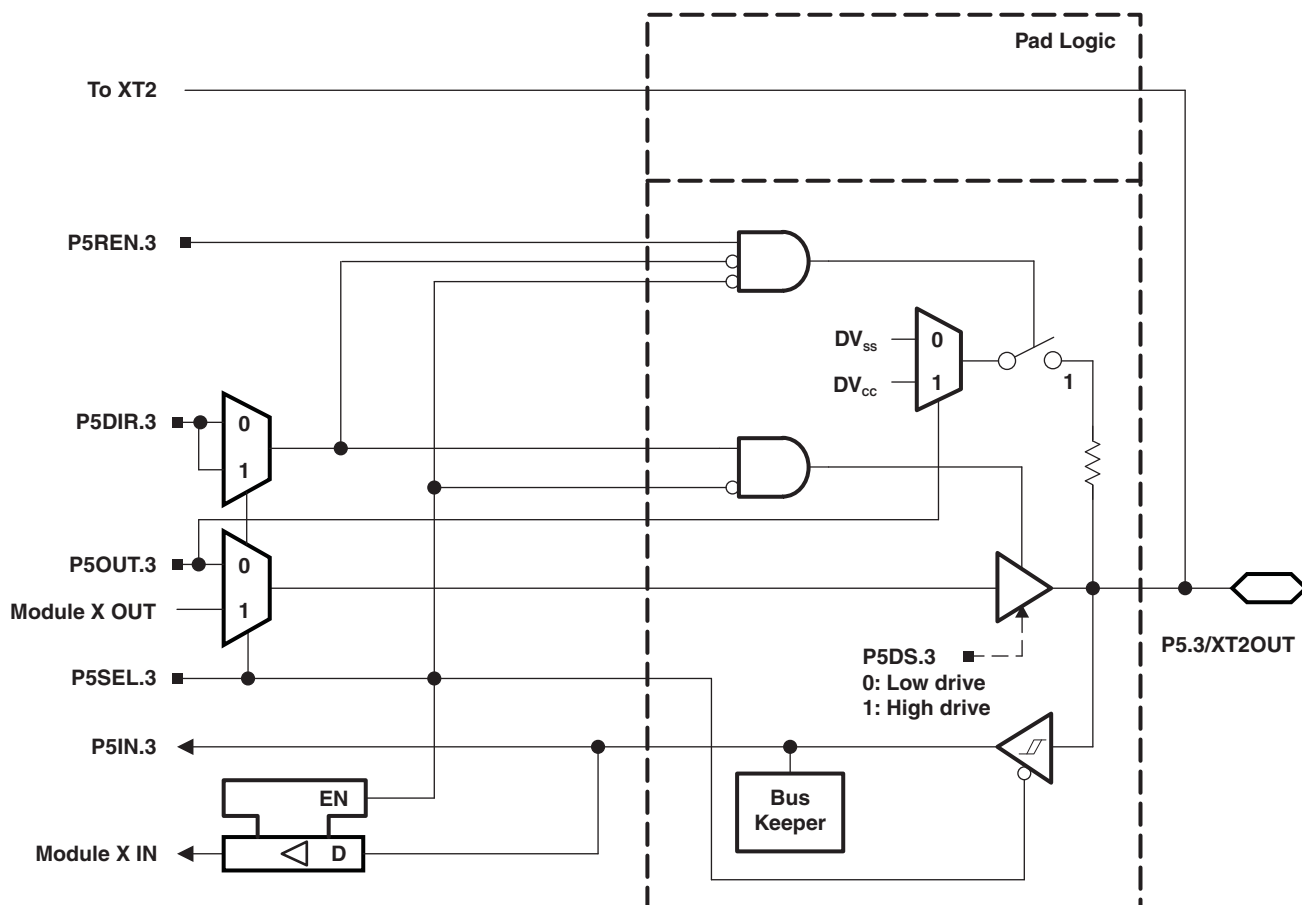 Pad Logic
To XT2
P5REN.3
DVss
0
DVcc
1
1
P5DIR.3
0
1
P5OUT.3
0
Module X OUT
1
P5SEL.3
P5DS.3
0: Low drive
1: High drive
P5.3/XT2OUT
P5IN.3
Bus
Keeper
EN
Module X IN
D